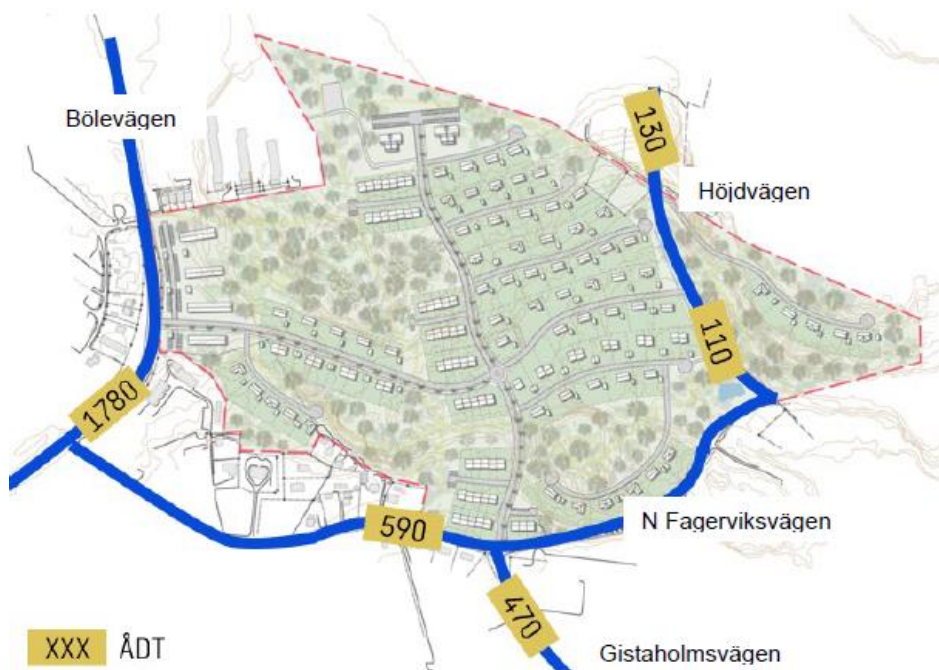 Bölevägen
130
Höjdvägen
110
1780
N Fagerviksvägen
590
470
XXX ÅDT
Gistaholmsvägen